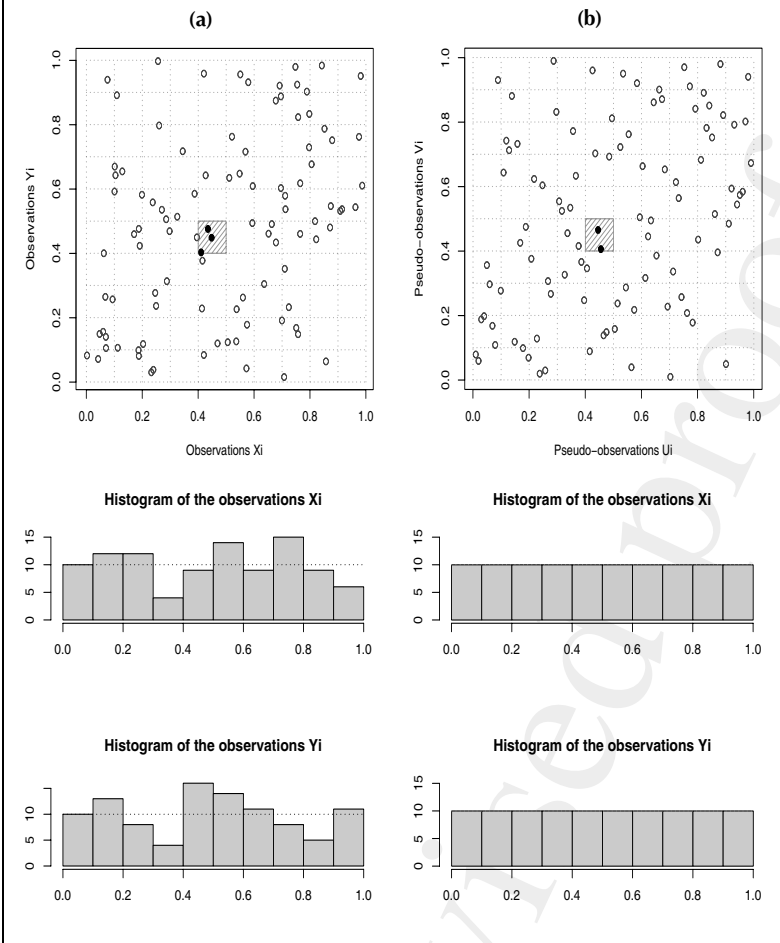 (a) (b)
1.0 1.0
0.8 0.8
Observations Yi 0.6 Pseudo-observations Vi 0.6
0.4 0.4
0.2 0.2
0.0 0.0
0.0 0.2 0.4 0.6 0.8 1.0 0.0 0.2 0.4 0.6 0.8 1.0
Observations Xi Pseudo-observations Ui
Histogram of the observations Xi Histogram of the observations Xi
15 15
10 10
5 5
0 0
0.0 0.2 0.4 0.6 0.8 1.0 0.0 0.2 0.4 0.6 0.8 1.0
Histogram of the observations Yi Histogram of the observations Yi
15
10 10
5 5
0 0
0.0 0.2 0.4 0.6 0.8 1.0 0.0 0.2 0.4 0.6 0.8 1.0